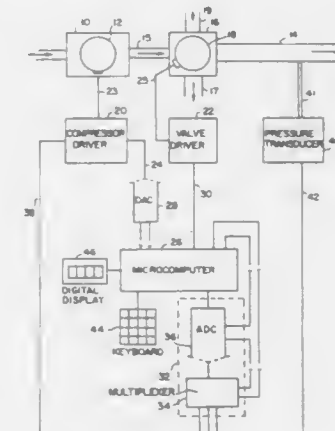 10
12
15
19
16
18
14
25
17
23
41
20
COMPRESSOR
DRIVER
22
VALVE
DRIVER
PRESSURE
TRANSDUCER
24
38
DAC
28
30
42
26
MICROCOMPUTER
46
DIGITAL
DISPLAY
44
KEYBOARD
36
ADC
32
MULTIPLEXER
34